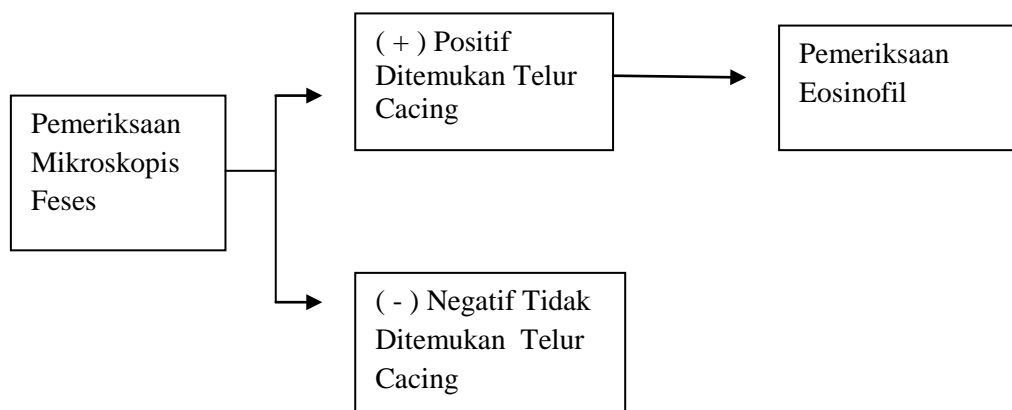 Pemeriksaan
Mikroskopis
Feses
( + ) Positif
Ditemukan Telur
Cacing
Pemeriksaan
Eosinofil
( - ) Negatif Tidak
Ditemukan  Telur
Cacing